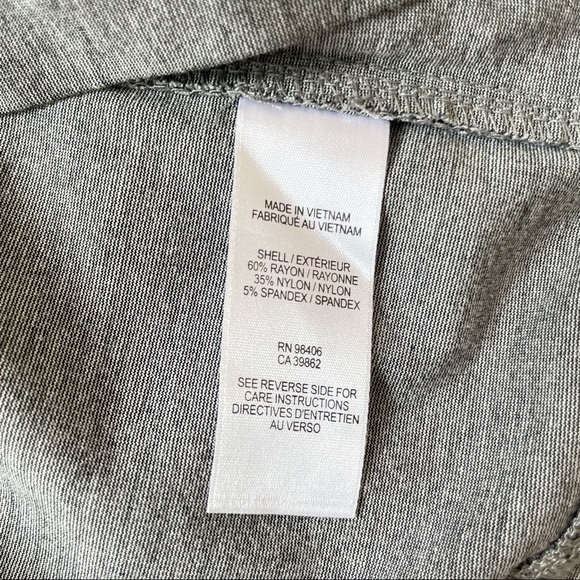 MADE IN VIETNAM
FABRIQUÉ AU VIETNAM
SHELL / EXTÉRIEUR
60% RAYON / RAYONNE
35% NYLON / NYLON
5% SPANDEX / SPANDEX
RN 98406
CA 39862
SEE REVERSE SIDE FOR
CARE INSTRUCTIONS
DIRECTIVES D'ENTRETIEN
AU VERSO